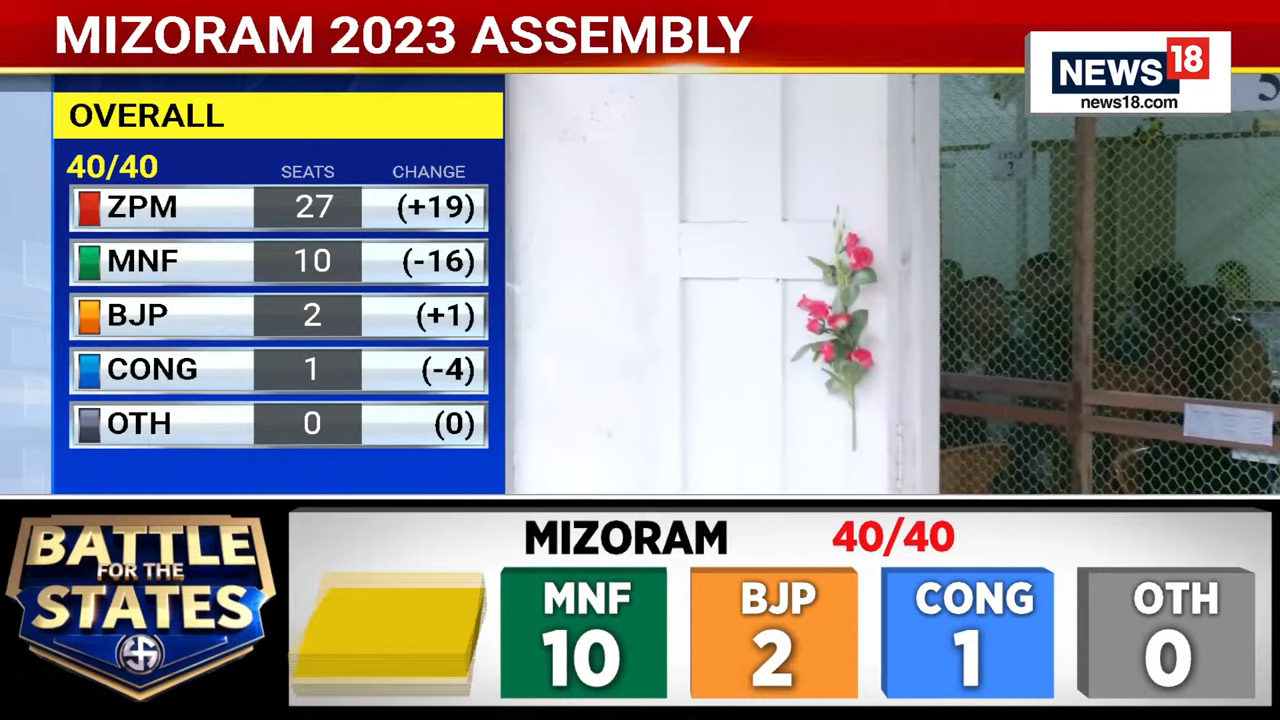 MIZORAM 2023 ASSEMBLY
NEWS 18
news18.com
OVERALL
40/40 SEATS CHANGE
ZPM 27 (+19)
MNF 10 (-16)
BJP 2 (+1)
CONG 1 (-4)
OTH 0 (0)
BATTLE
FOR THE
STATES
MIZORAM 40/40
MNF BJP CONG OTH
10 2 1 0